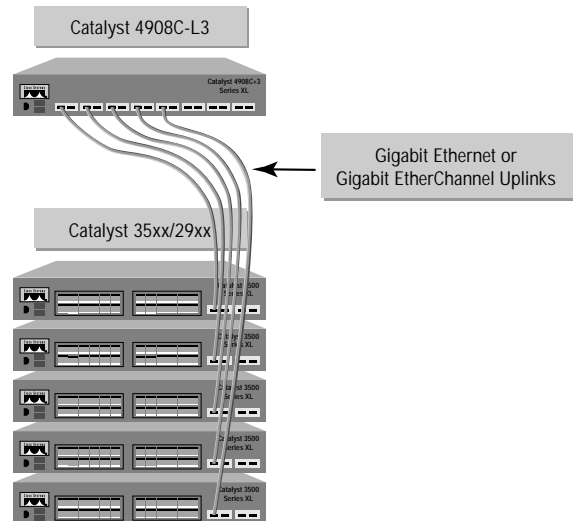 Catalyst 4908C-L3
Catalyst 4908C-L3
Series XL
Gigabit Ethernet or
Gigabit EtherChannel Uplinks
Catalyst 35xx/29xx
Catalyst 3500
Series XL
Catalyst 3500
Series XL
Catalyst 3500
Series XL
Catalyst 3500
Series XL
Catalyst 3500
Series XL